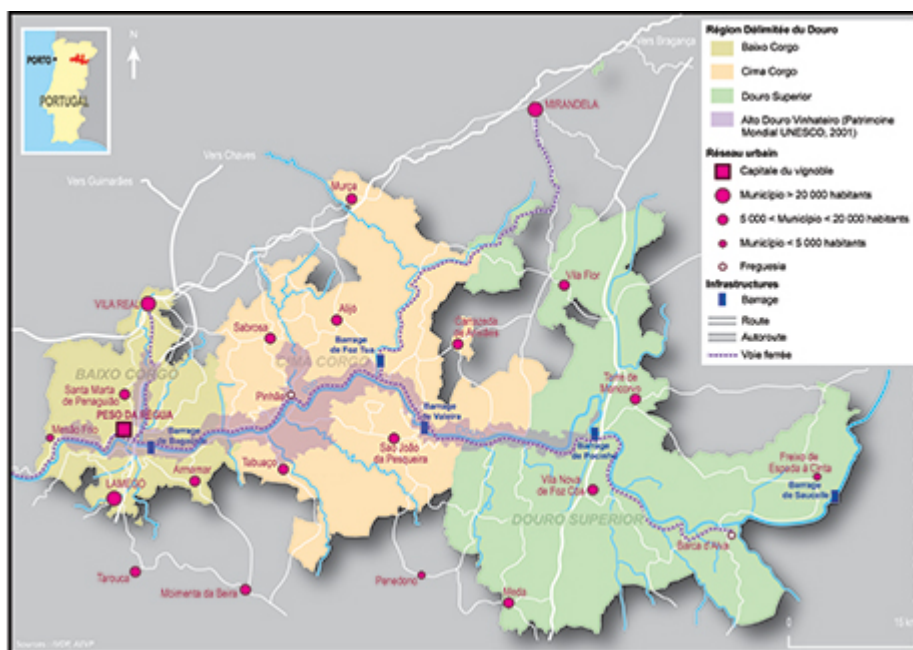 PORTO
PORTUGAL
N
Vers Bragança
Vers Chaves
Vers Guimarães
MIRANDELA
Murça
VILA REAL
Alijó
Sabrosa
Vila Flor
Carrazeda
de Ansiães
Barrage
de Foz Tua
BAIXO CORGO
CIMA CORGO
Santa Marta
de Penaguião
PESO DA REGUA
Pinhão
Torre de
Moncorvo
Barrage
de Valeira
Barrage
de Bagaúste
Barrage
de Pocinho
São João
da Pesqueira
Freixo de
Espada à Cinta
Barrage
de Saucelle
LAMEGO
Armamar
Tabuaço
Vila Nova
de Foz Côa
DOURO SUPERIOR
Barca d'Alva
Tarouca
Moimenta da Beira
Penedono
Meda
0
15 k
Région Délimitée du Douro
Baixo Corgo
Cima Corgo
Douro Superior
Alto Douro Vinhateiro (Patrimoine
Mondial UNESCO, 2001)
Réseau urbain
Capitale du vignoble
Município > 20 000 habitants
5 000 < Município < 20 000 habitants
Município < 5 000 habitants
Freguesia
Infrastructures
Barrage
Route
Autoroute
Voie ferrée